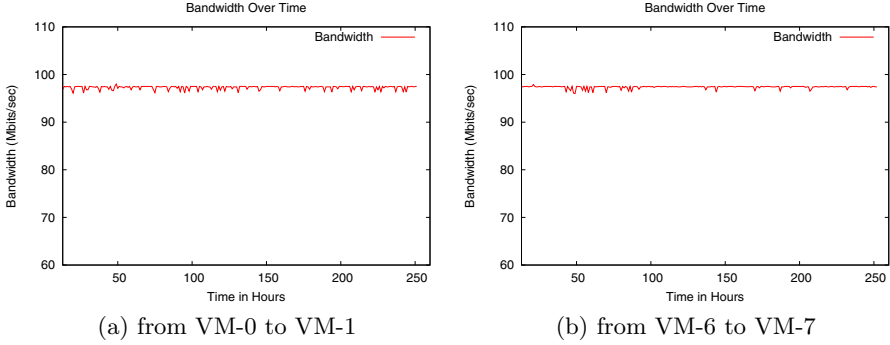 Bandwidth Over Time
110
Bandwidth
100
90
80
70
60
Bandwidth (Mbits/sec)
50
100
150
200
250
Time in Hours
(a) from VM-0 to VM-1
Bandwidth Over Time
110
Bandwidth
100
90
80
70
60
Bandwidth (Mbits/sec)
50
100
150
200
250
Time in Hours
(b) from VM-6 to VM-7